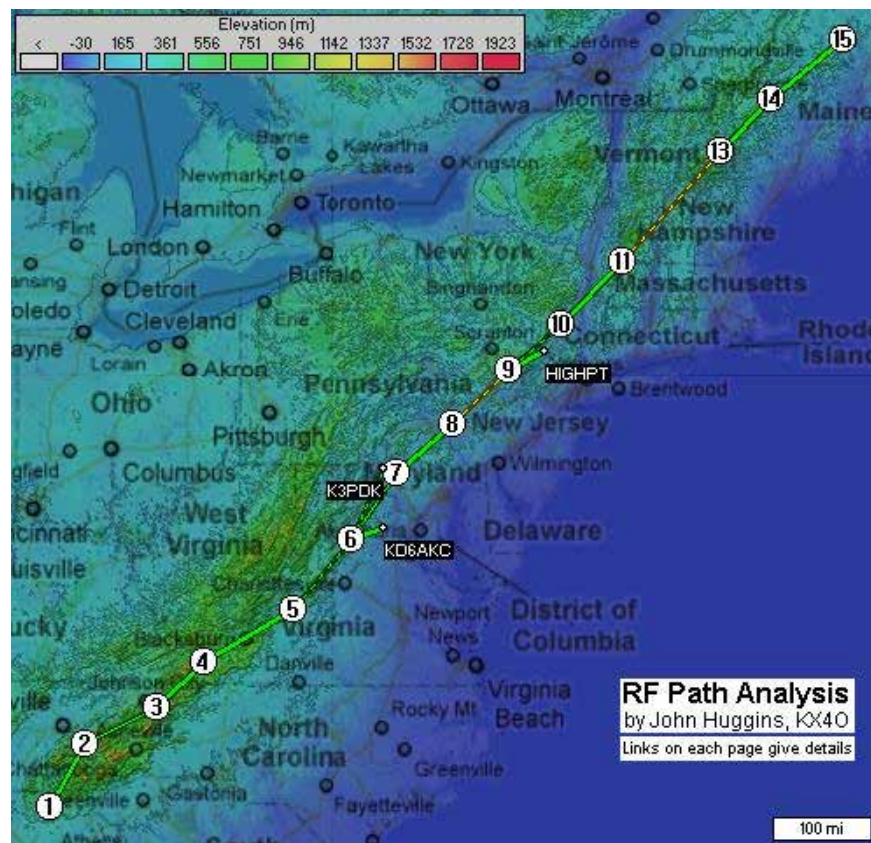 Elevation (m)
< -30 165 361 556 751 946 1142 1337 1532 1728 1923
15
Drummondville
Ottawa
Montreal
14
Maine
Barrie
Kawartha
Lakes
Kingston
Vermont
13
Newmarket
Hamilton
Toronto
New
Hampshire
Flint
London
Buffalo
New York
11
Detroit
Binghamton
Massachusetts
Cleveland
Erie
10
Scranton
Connecticut
Rhode
Island
Lorain
Akron
9
HIGHPT
Pennsylvania
Brentwood
Ohio
8
New Jersey
Pittsburgh
Columbus
7
Maryland
Wilmington
K3PDK
West
Virginia
6
Delaware
KD6AKC
5
Virginia
Newport
News
District of
Columbia
Blacksburg
4
Danville
Virginia
Beach
3
Rocky Mt
2
North
Carolina
Greenville
Gastonia
1
Fayetteville
RF Path Analysis
by John Huggins, KX4O
Links on each page give details
100 mi